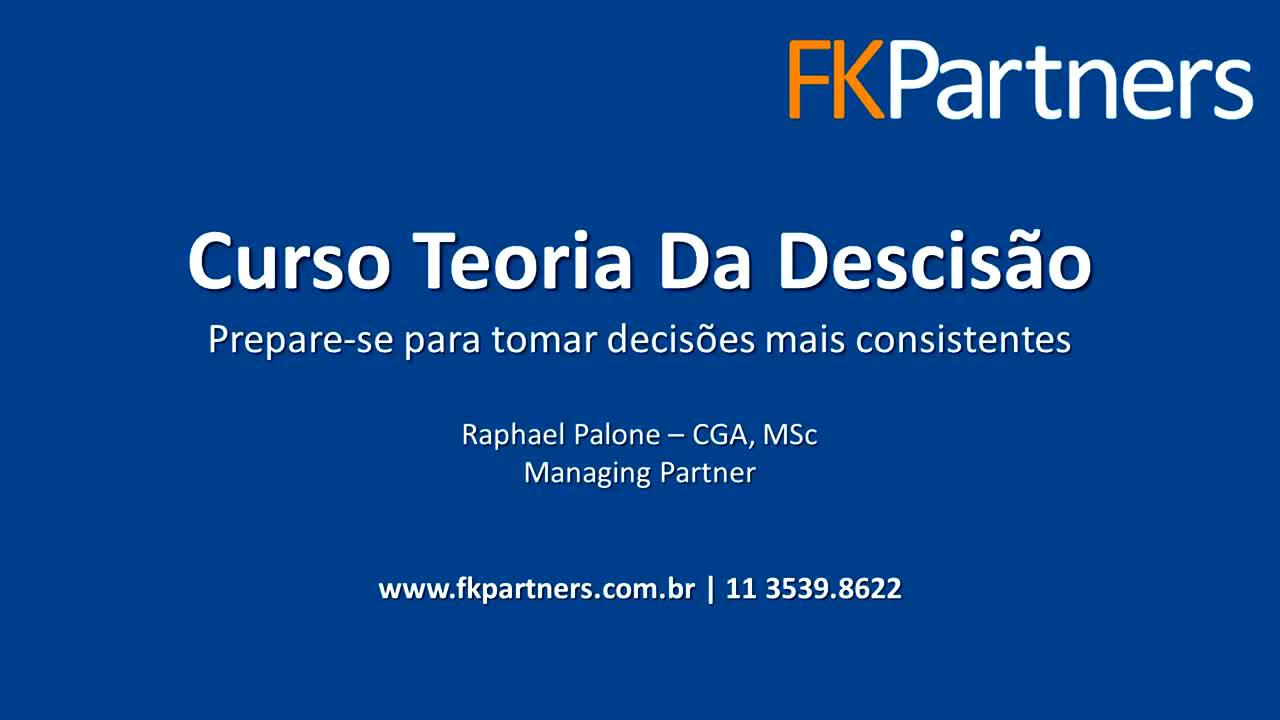 FKPartners
Curso Teoria Da Descisão
Prepare-se para tomar decisões mais consistentes
Raphael Palone – CGA, MSc
Managing Partner
www.fkpartners.com.br | 11 3539.8622